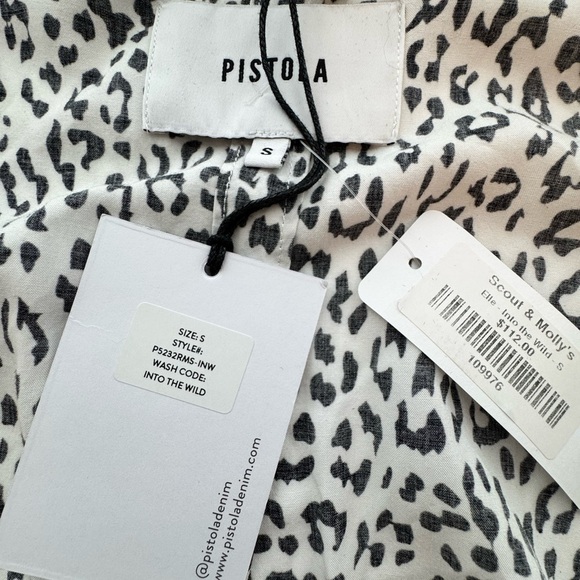 PISTOLA
S
SIZE: S
STYLE#:
P5232RMS-INW
WASH CODE:
INTO THE WILD
@pistoladenim
www.pistoladenim.com
Scout & Molly's
Elle - Into the Wild - S
$112.00
109976